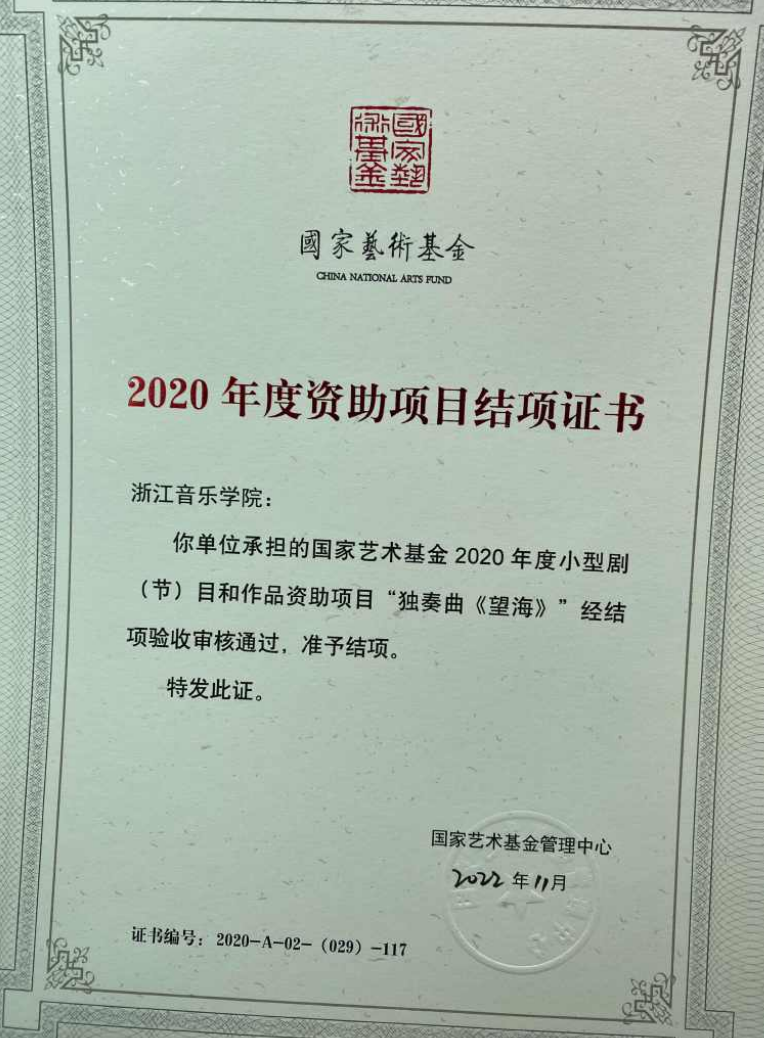 國家藝術基金
國家藝術基金
CHINA NATIONAL ARTS FUND
2020 年度资助项目结项证书
浙江音乐学院：
你单位承担的国家艺术基金 2020 年度小型剧
（节）目和作品资助项目“独奏曲《望海》”经结
项验收审核通过，准予结项。
特发此证。
国家艺术基金管理中心
2022 年 11 月
证书编号： 2020-A-02-（029）-117